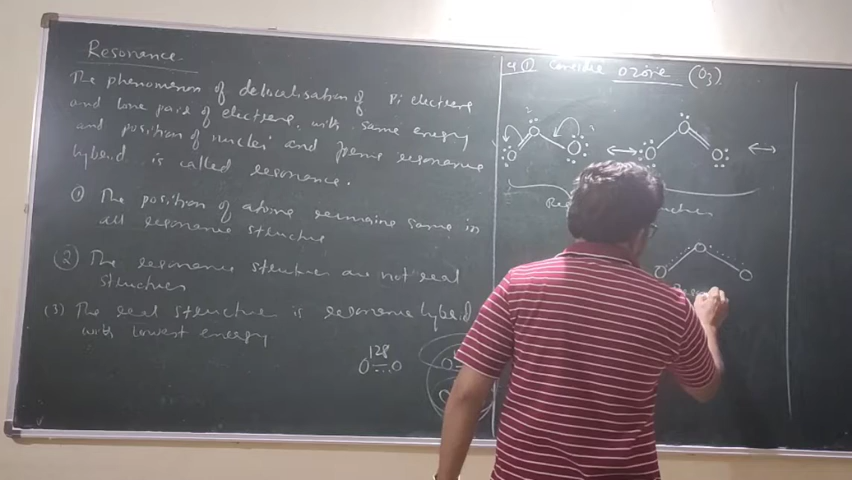 Resonance
The phenomenon of delocalisation of Pi electrons
and lone pair of electrons with same energy
and position of nuclei and forms resonance
hybrid is called resonance.
① The position of atoms remains same in
all resonance structure
② The resonance structure are not real
structures
(3) The real structure is resonance hybrid
with lowest energy
128
O O
O
① Consider ozone (O3)
O O O ↔ O O O ↔
O O O